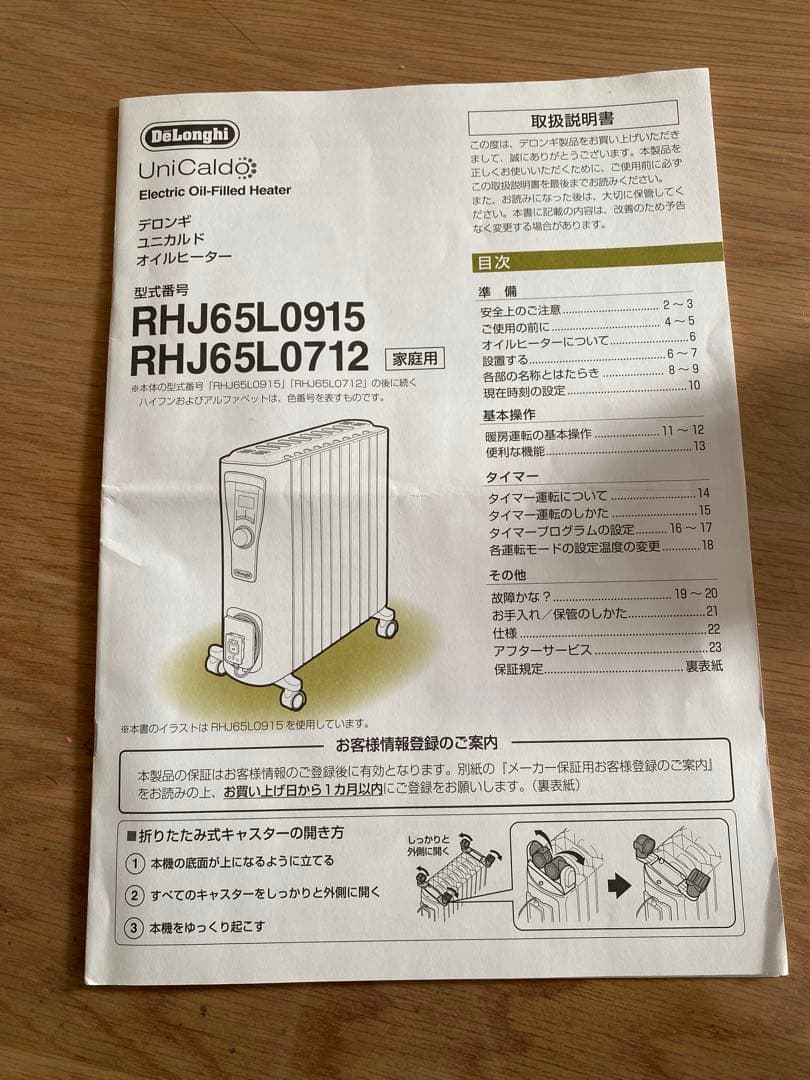 DeLonghi
UniCaldo
Electric Oil-Filled Heater
デロンギ
ユニカルド
オイルヒーター
型式番号
RHJ65L0915
RHJ65L0712 家庭用
※本体の型式番号「RHJ65L0915」「RHJ65L0712」の後に続く
ハイフンおよびアルファベットは、色番号を表すものです。
DeLonghi
※本書のイラストは RHJ65L0915 を使用しています。
取扱説明書
この度は、デロンギ製品をお買い上げいただき
まして、誠にありがとうございます。本製品を
正しくお使いいただくために、ご使用前に必ず
この取扱説明書を最後までお読みください。
また、お読みになった後は、大切に保管してく
ださい。本書に記載の内容は、改善のため予告
なく変更する場合があります。
目次
準 備
安全上のご注意 2～3
ご使用の前に 4～5
オイルヒーターについて 6
設置する 6～7
各部の名称とはたらき 8～9
現在時刻の設定 10
基本操作
暖房運転の基本操作 11～12
便利な機能 13
タイマー
タイマー運転について 14
タイマー運転のしかた 15
タイマープログラムの設定 16～17
各運転モードの設定温度の変更 18
その他
故障かな？ 19～20
お手入れ／保管のしかた 21
仕様 22
アフターサービス 23
保証規定 裏表紙
お客様情報登録のご案内
本製品の保証はお客様情報のご登録後に有効となります。別紙の『メーカー保証用お客様登録のご案内』
をお読みの上、お買い上げ日から1カ月以内にご登録をお願いします。（裏表紙）
■折りたたみ式キャスターの開き方
① 本機の底面が上になるように立てる
② すべてのキャスターをしっかりと外側に開く
③ 本機をゆっくり起こす
しっかりと
外側に開く